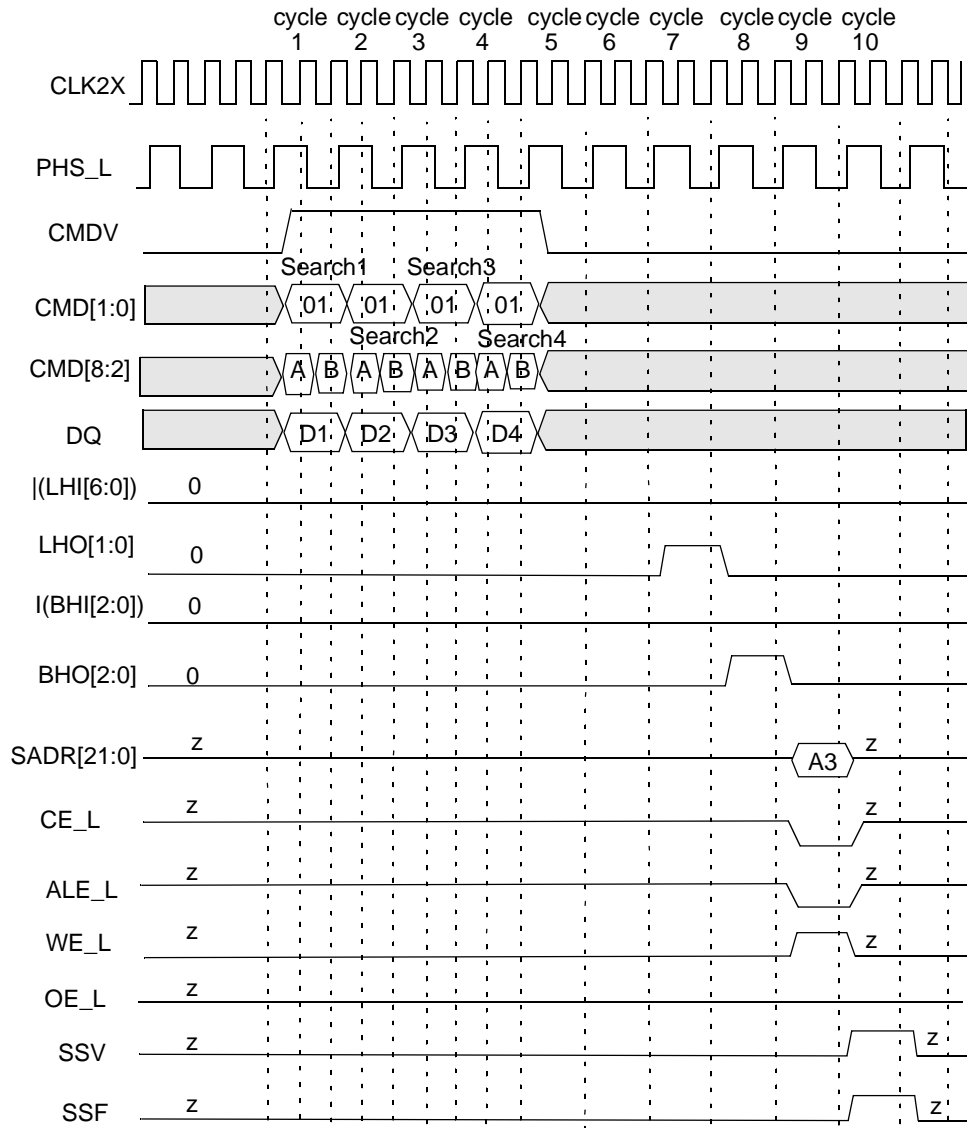 cycle cycle cycle cycle cycle cycle cycle cycle cycle cycle
1 2 3 4 5 6 7 8 9 10
CLK2X
PHS_L
CMDV
Search1 Search3
CMD[1:0] 01 01 01 01
Search2 Search4
CMD[8:2] A B A B A B A B
DQ D1 D2 D3 D4
|(LHI[6:0]) 0
LHO[1:0] 0
I(BHI[2:0]) 0
BHO[2:0] 0
SADR[21:0] z A3 z
CE_L z z
ALE_L z z
WE_L z z
OE_L z
SSV z z
SSF z z